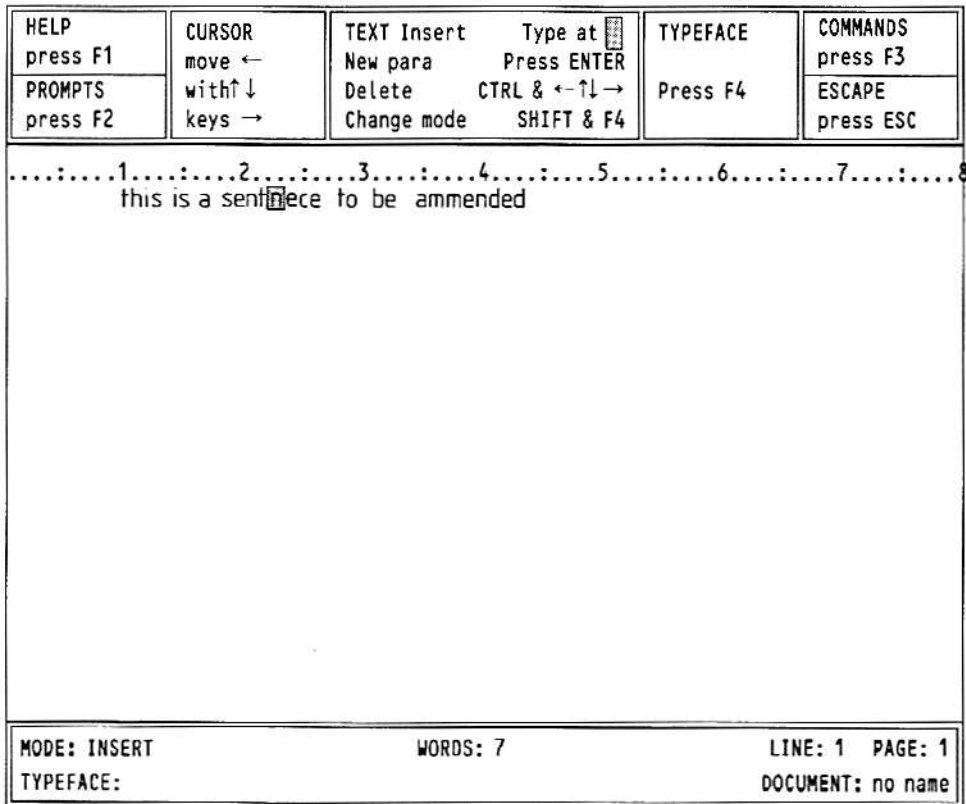 HELP
press F1
PROMPTS
press F2
CURSOR
move ←
with↑↓
keys →
TEXT Insert Type at
New para Press ENTER
Delete CTRL & ←↑↓→
Change mode SHIFT & F4
TYPEFACE
Press F4
COMMANDS
press F3
ESCAPE
press ESC
....:....1....:....2....:....3....:....4....:....5....:....6....:....7....:....8
this is a sentnece to be ammended
MODE: INSERT WORDS: 7 LINE: 1 PAGE: 1
TYPEFACE: DOCUMENT: no name